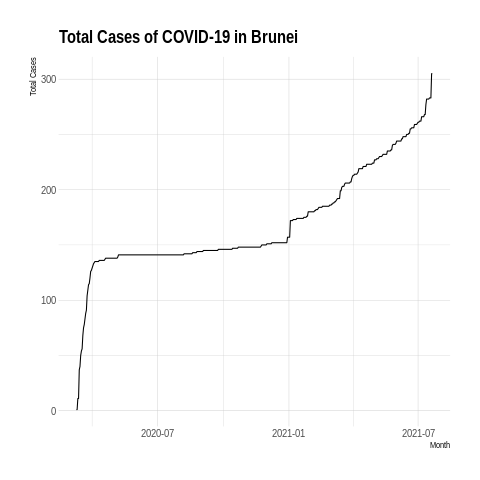 Total Cases of COVID-19 in Brunei
Total Cases
300
200
100
0
2020-07
2021-01
2021-07
Month